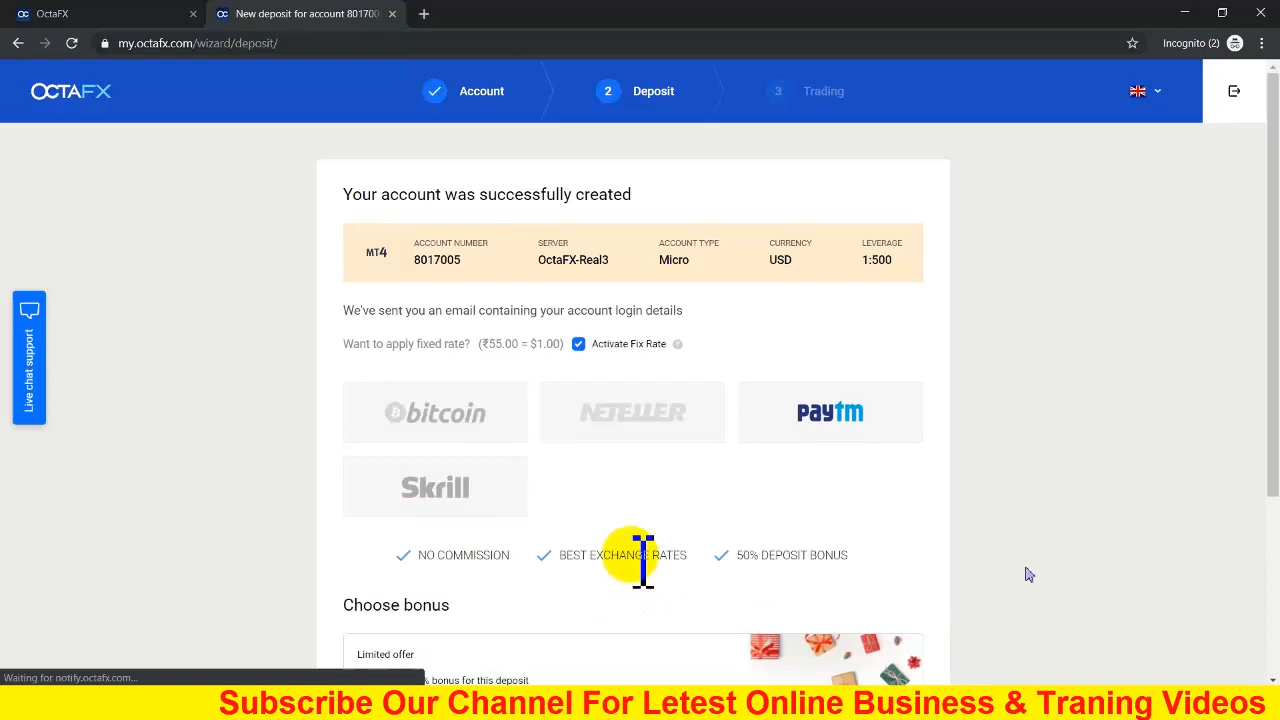 OctaFX
New deposit for account 801700
my.octafx.com/wizard/deposit/
Incognito (2)
OCTAFX
Account
2 Deposit
3 Trading
Your account was successfully created
MT4
ACCOUNT NUMBER SERVER ACCOUNT TYPE CURRENCY LEVERAGE
8017005 OctaFX-Real3 Micro USD 1:500
We've sent you an email containing your account login details
Want to apply fixed rate? (₹55.00 = $1.00) Activate Fix Rate ?
Live chat support
bitcoin NETELLER paytm
Skrill
NO COMMISSION BEST EXCHANGE RATES 50% DEPOSIT BONUS
Choose bonus
Limited offer
% bonus for this deposit
Waiting for notify.octafx.com...
Subscribe Our Channel For Letest Online Business & Traning Videos